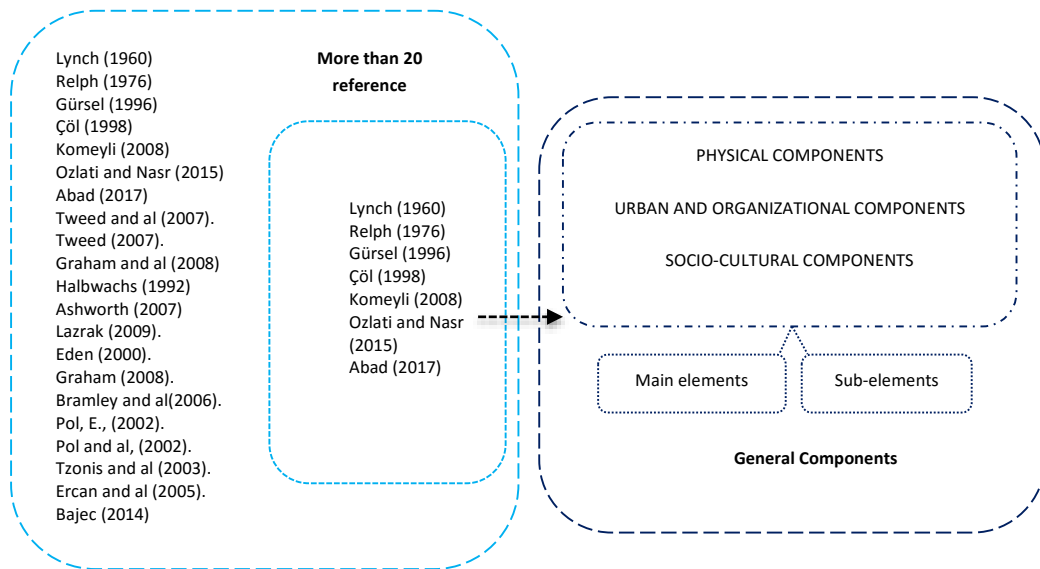 Lynch (1960)
Relph (1976)
Gürsel (1996)
Çöl (1998)
Komeyli (2008)
Ozlati and Nasr (2015)
Abad (2017)
Tweed and al (2007).
Tweed (2007).
Graham and al (2008)
Halbwachs (1992)
Ashworth (2007)
Lazrak (2009).
Eden (2000).
Graham (2008).
Bramley and al(2006).
Pol, E., (2002).
Pol and al, (2002).
Tzonis and al (2003).
Ercan and al (2005).
Bajec (2014)
More than 20
reference
Lynch (1960)
Relph (1976)
Gürsel (1996)
Çöl (1998)
Komeyli (2008)
Ozlati and Nasr
(2015)
Abad (2017)
PHYSICAL COMPONENTS
URBAN AND ORGANIZATIONAL COMPONENTS
SOCIO-CULTURAL COMPONENTS
Main elements
Sub-elements
General Components